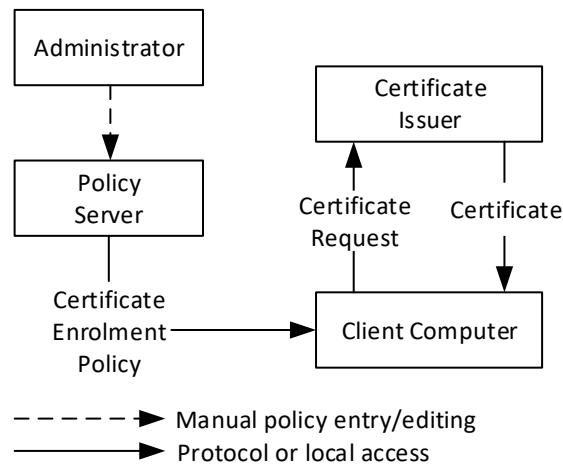 Administrator
Policy
Server
Certificate
Enrolment
Policy
Certificate
Issuer
Certificate
Request
Certificate
Client Computer
Manual policy entry/editing
Protocol or local access